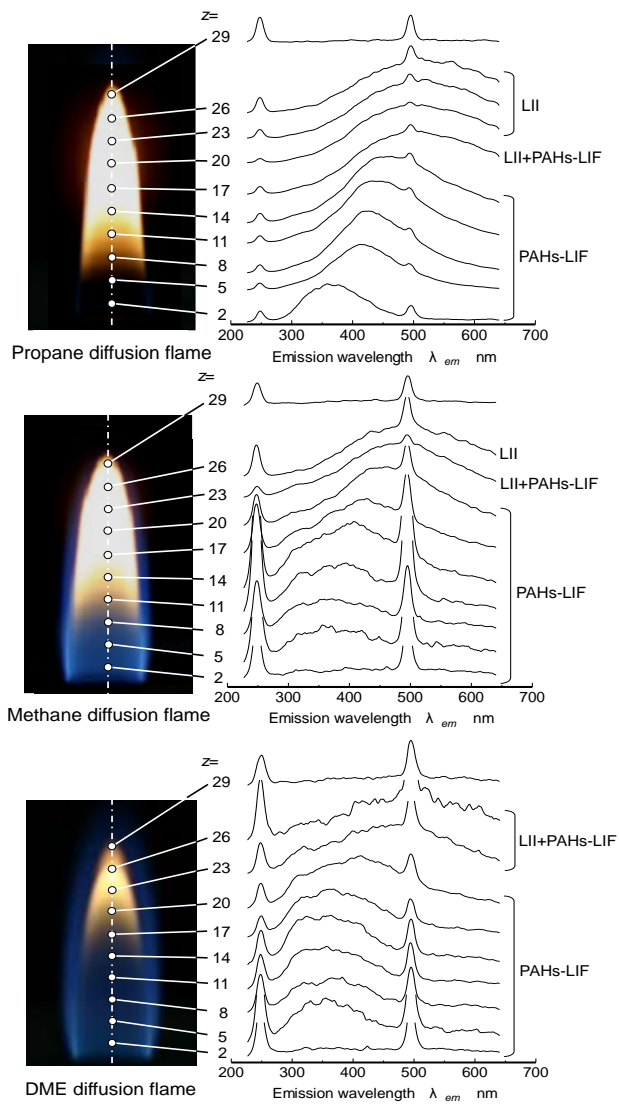 z=
29
26
23
20
17
14
11
8
5
2
LII
LII+PAHs-LIF
PAHs-LIF
200 300 400 500 600 700
Propane diffusion flame
Emission wavelength λ em nm
z=
29
26
23
20
17
14
11
8
5
2
LII
LII+PAHs-LIF
PAHs-LIF
200 300 400 500 600 700
Methane diffusion flame
Emission wavelength λ em nm
z=
29
26
23
20
17
14
11
8
5
2
LII+PAHs-LIF
PAHs-LIF
200 300 400 500 600 700
DME diffusion flame
Emission wavelength λ em nm